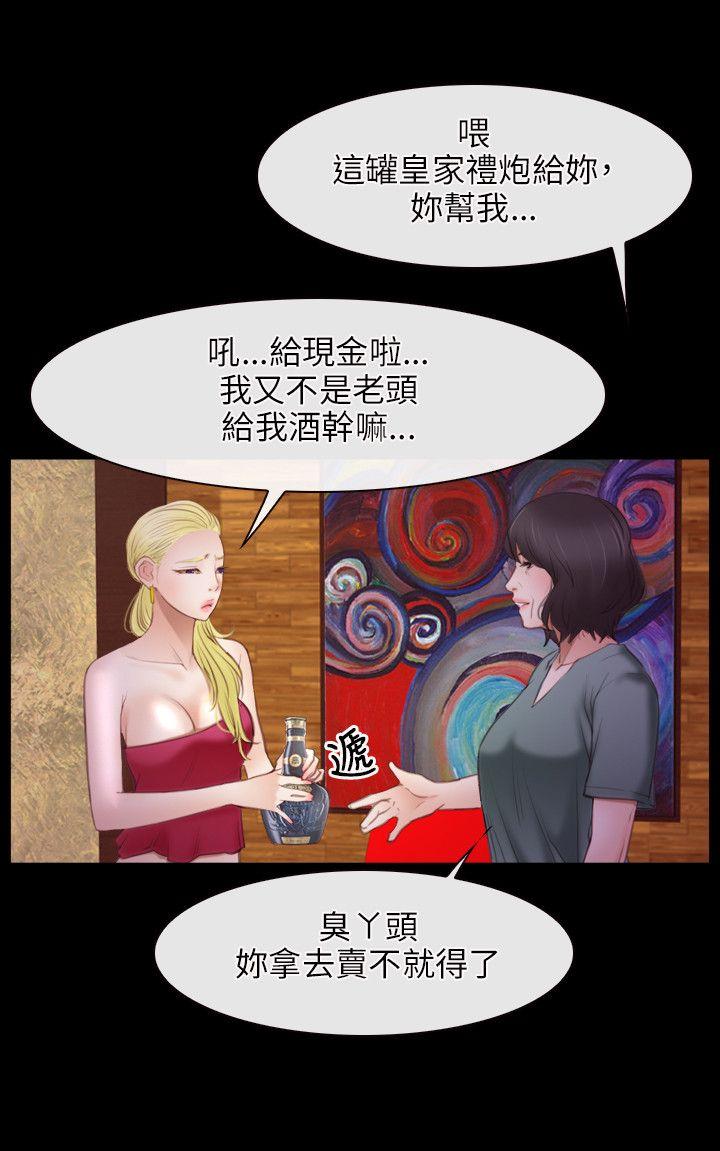 喂
這罐皇家禮炮給妳,
妳幫我...
吼...給現金啦...
我又不是老頭
給我酒幹嘛...
遞
臭丫頭
妳拿去賣不就得了